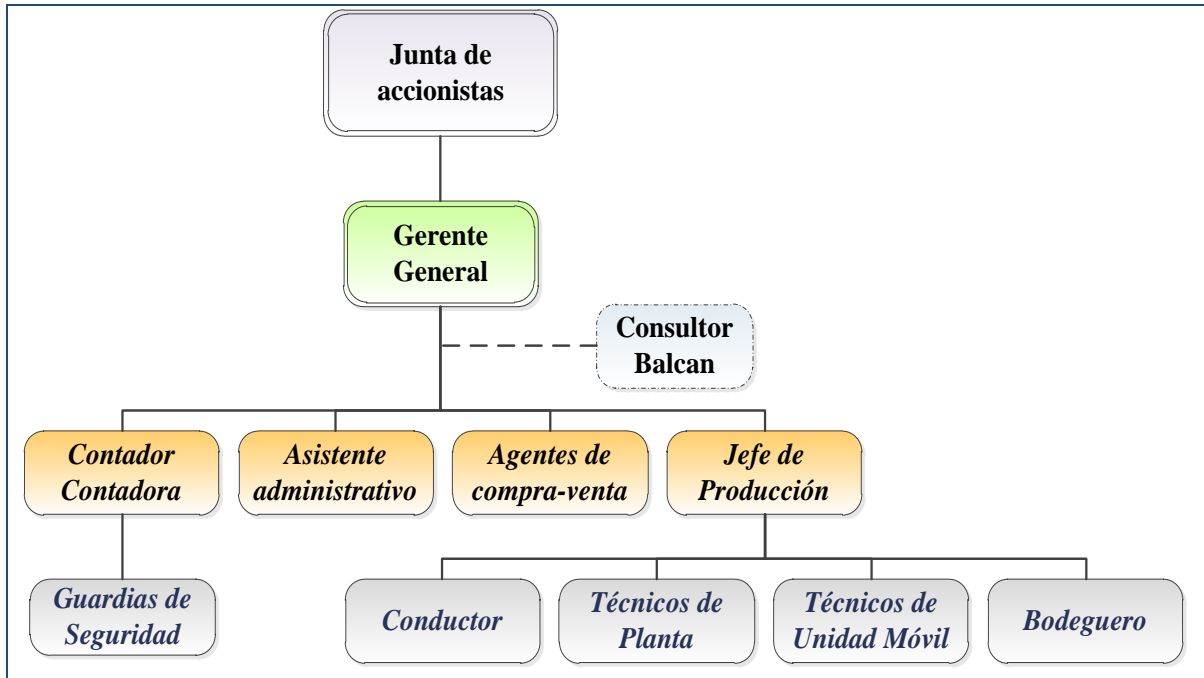 Junta de
accionistas
Gerente
General
Consultor
Balcan
Contador
Contadora
Asistente
administrativo
Agentes de
compra-venta
Jefe de
Producción
Guardias de
Seguridad
Conductor
Técnicos de
Planta
Técnicos de
Unidad Móvil
Bodeguero